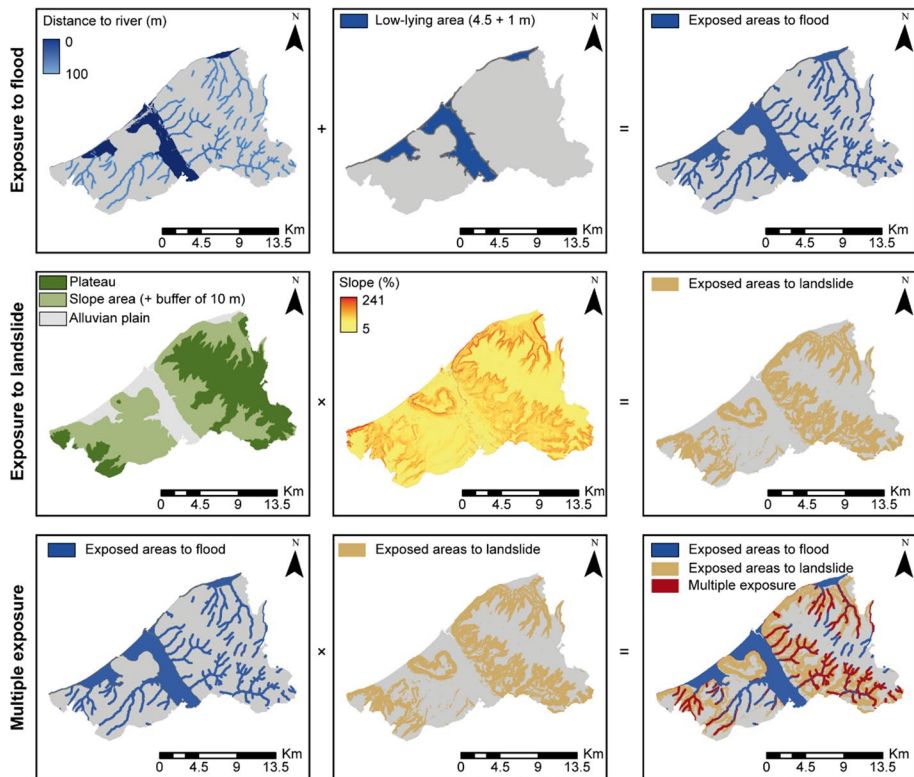 Exposure to flood
Distance to river (m)
0
100
N
Km
0 4.5 9 13.5
+
Low-lying area (4.5 + 1 m)
N
Km
0 4.5 9 13.5
=
Exposed areas to flood
N
Km
0 4.5 9 13.5
Exposure to landslide
Plateau
Slope area (+ buffer of 10 m)
Alluvian plain
N
Km
0 4.5 9 13.5
×
Slope (%)
241
5
N
Km
0 4.5 9 13.5
=
Exposed areas to landslide
N
Km
0 4.5 9 13.5
Multiple exposure
Exposed areas to flood
N
Km
0 4.5 9 13.5
×
Exposed areas to landslide
N
Km
0 4.5 9 13.5
=
Exposed areas to flood
Exposed areas to landslide
Multiple exposure
N
Km
0 4.5 9 13.5